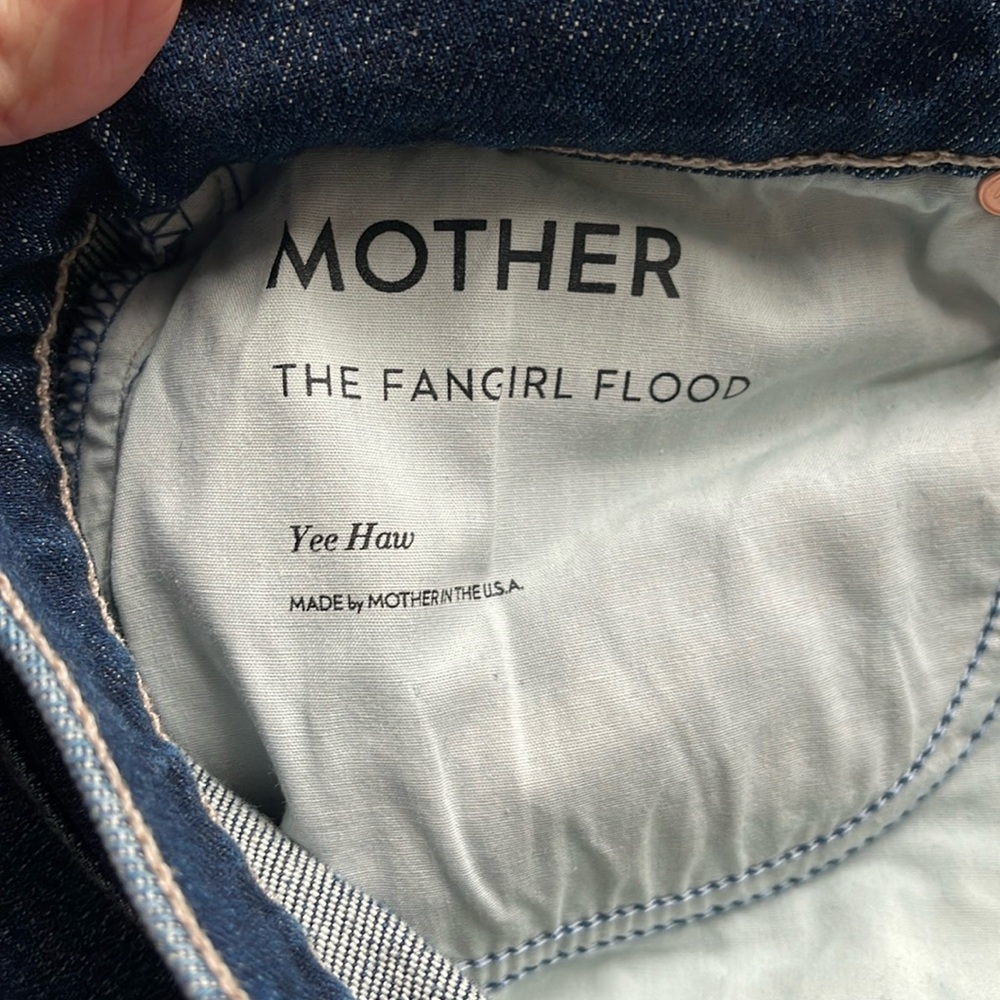 MOTHER
THE FANGIRL FLOOD
Yee Haw
MADE by MOTHER IN THE U.S.A.